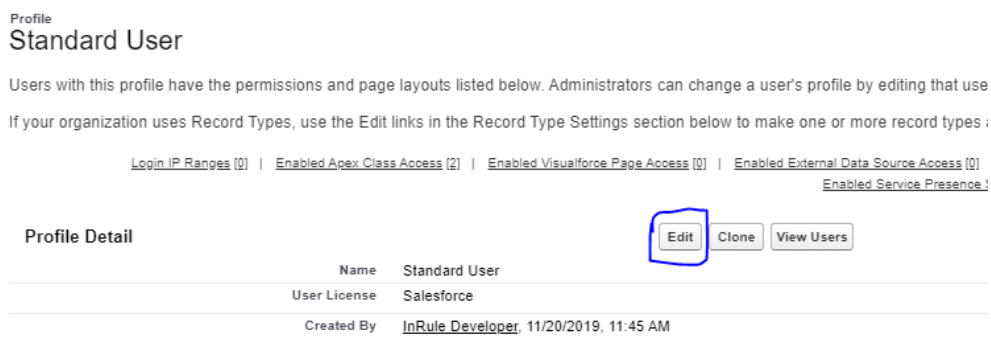 Profile
Standard User
Users with this profile have the permissions and page layouts listed below. Administrators can change a user's profile by editing that use
If your organization uses Record Types, use the Edit links in the Record Type Settings section below to make one or more record types a
Login IP Ranges [0] | Enabled Apex Class Access [2] | Enabled Visualforce Page Access [0] | Enabled External Data Source Access [0]
Enabled Service Presence S
Profile Detail Edit Clone View Users
Name Standard User
User License Salesforce
Created By InRule Developer, 11/20/2019, 11:45 AM